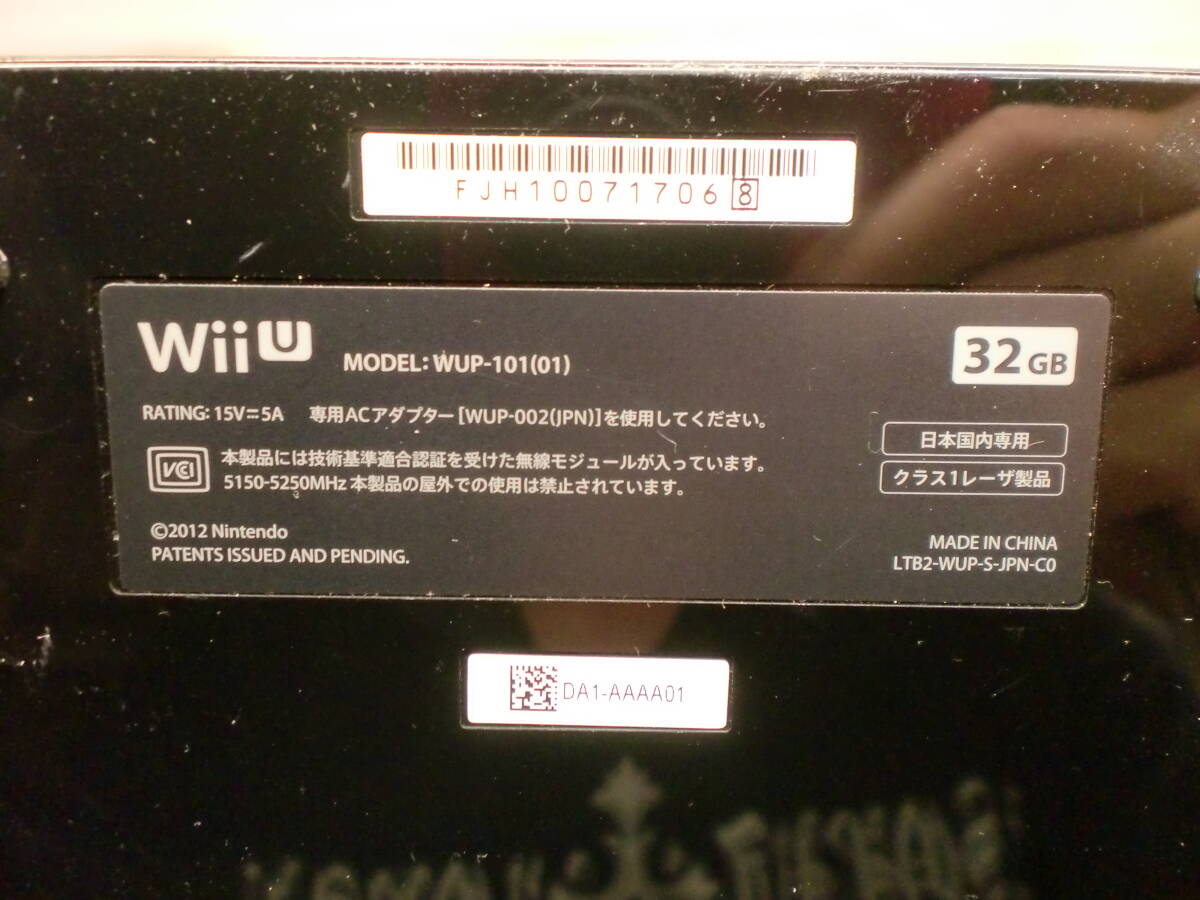 FJH100717068
Wii U
MODEL: WUP-101(01)
32GB
RATING: 15V⎓5A 専用ACアダプター[WUP-002(JPN)]を使用してください。
日本国内専用
VCI
本製品には技術基準適合認証を受けた無線モジュールが入っています。
5150-5250MHz 本製品の屋外での使用は禁止されています。
クラス1レーザ製品
©2012 Nintendo
PATENTS ISSUED AND PENDING.
MADE IN CHINA
LTB2-WUP-S-JPN-C0
DA1-AAAA01